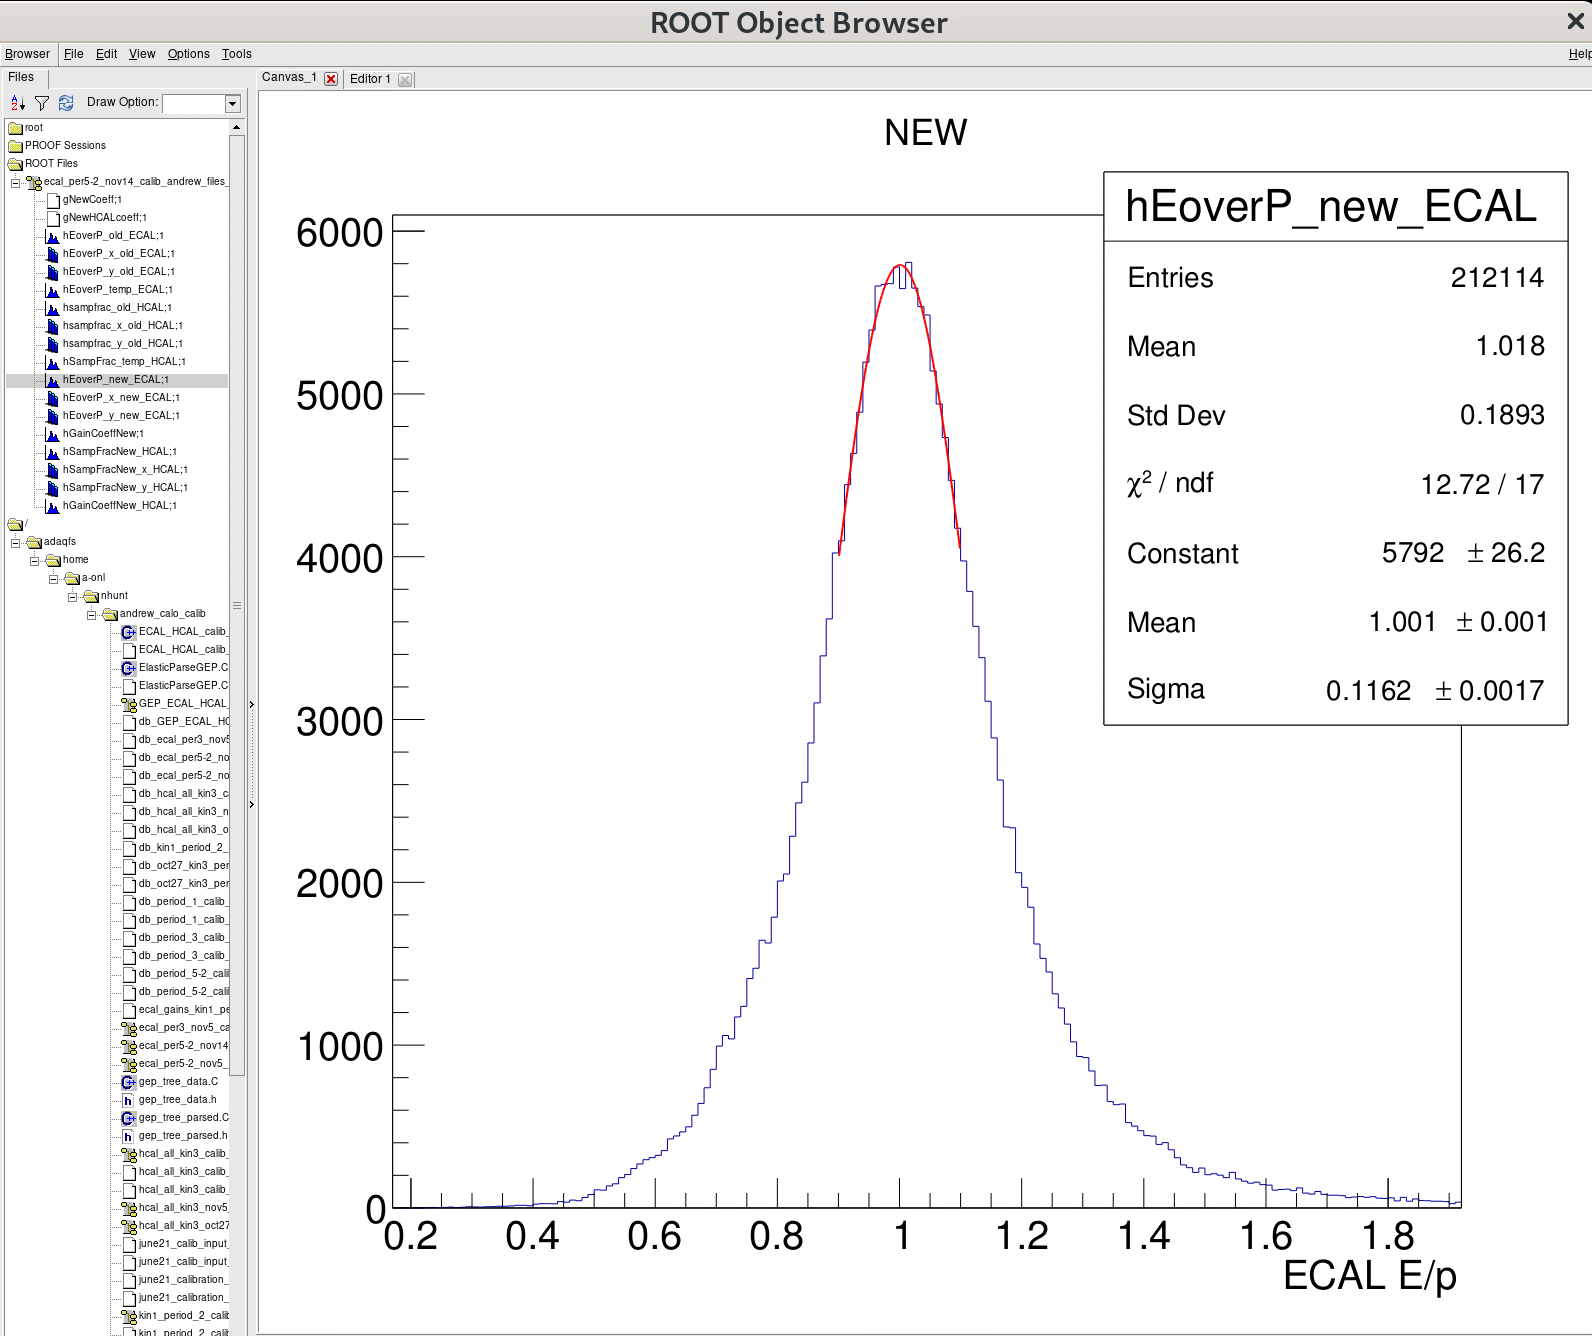 ROOT Object Browser
Browser File Edit View Options Tools Help
Files
Draw Option:
root
PROOF Sessions
ROOT Files
ecal_per5-2_nov14_calib_andrew_files_
gNewCoeff;1
gNewHCALcoeff;1
hEoverP_old_ECAL;1
hEoverP_x_old_ECAL;1
hEoverP_y_old_ECAL;1
hEoverP_temp_ECAL;1
hsampfrac_old_HCAL;1
hsampfrac_x_old_HCAL;1
hsampfrac_y_old_HCAL;1
hSampFrac_temp_HCAL;1
hEoverP_new_ECAL;1
hEoverP_x_new_ECAL;1
hEoverP_y_new_ECAL;1
hGainCoeffNew;1
hSampFracNew_HCAL;1
hSampFracNew_x_HCAL;1
hSampFracNew_y_HCAL;1
hGainCoeffNew_HCAL;1
/
adaqfs
home
a-onl
nhunt
andrew_calo_calib
ECAL_HCAL_calib_
ECAL_HCAL_calib_
ElasticParseGEP.C
ElasticParseGEP.C
GEP_ECAL_HCAL_
db_GEP_ECAL_HC
db_ecal_per3_nov5
db_ecal_per5-2_no
db_ecal_per5-2_no
db_hcal_all_kin3_c
db_hcal_all_kin3_n
db_hcal_all_kin3_o
db_kin1_period_2_
db_oct27_kin3_per
db_oct27_kin3_per
db_period_1_calib_
db_period_1_calib_
db_period_3_calib_
db_period_3_calib_
db_period_5-2_cali
db_period_5-2_cali
ecal_gains_kin1_pe
ecal_per3_nov5_ca
ecal_per5-2_nov14
ecal_per5-2_nov5_
gep_tree_data.C
gep_tree_data.h
gep_tree_parsed.C
gep_tree_parsed.h
hcal_all_kin3_calib_
hcal_all_kin3_calib_
hcal_all_kin3_calib_
hcal_all_kin3_nov5_
hcal_all_kin3_oct27
june21_calib_input_
june21_calib_input_
june21_calibration_
june21_calibration_
kin1_period_2_calib
kin1_period_2_calib
Canvas_1 Editor 1
NEW
hEoverP_new_ECAL
Entries 212114
Mean 1.018
Std Dev 0.1893
χ² / ndf 12.72 / 17
Constant 5792 ± 26.2
Mean 1.001 ± 0.001
Sigma 0.1162 ± 0.0017
6000
5000
4000
3000
2000
1000
0
0.2 0.4 0.6 0.8 1 1.2 1.4 1.6 1.8
ECAL E/p